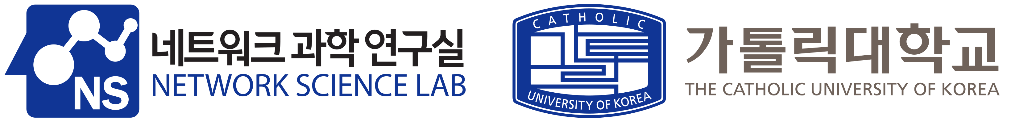 NS
네트워크 과학 연구실
NETWORK SCIENCE LAB
CATHOLIC
UNIVERSITY OF KOREA
가톨릭대학교
THE CATHOLIC UNIVERSITY OF KOREA